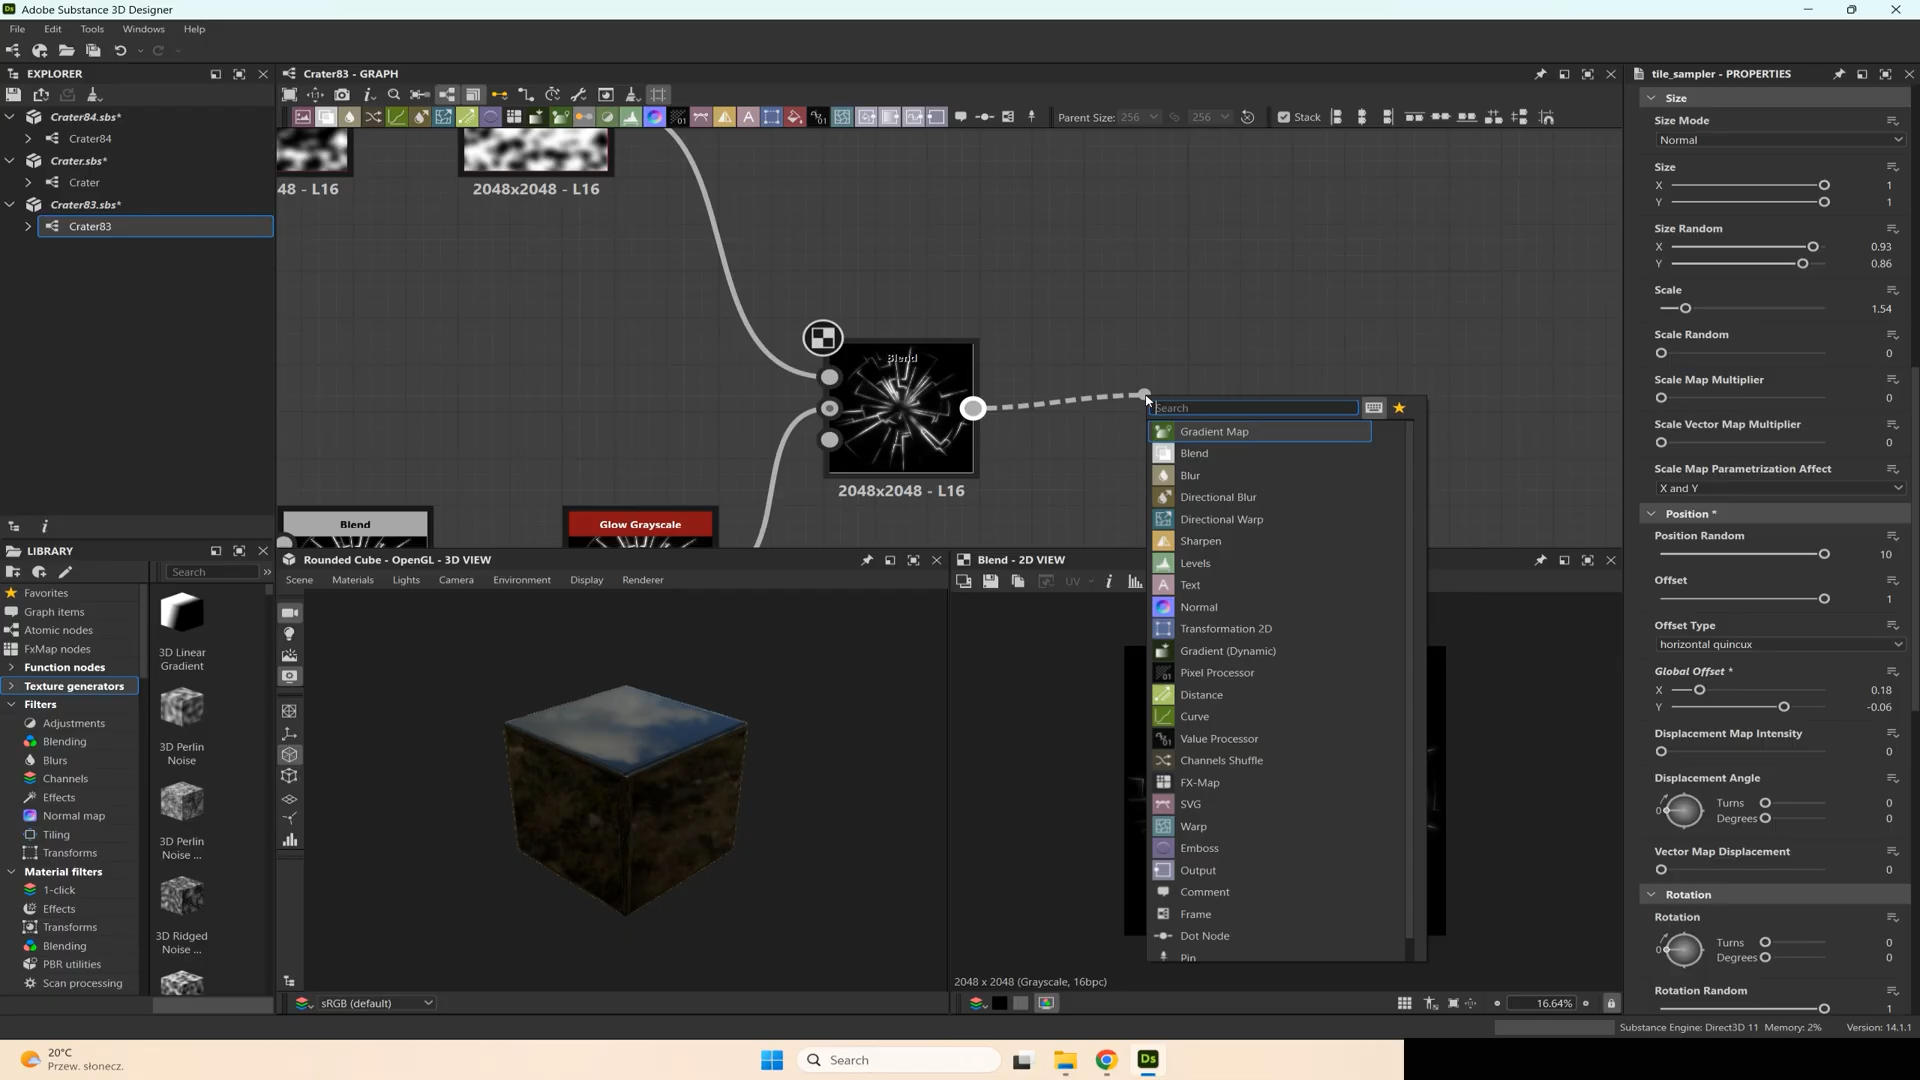 Adobe Substance 3D Designer
File Edit Tools Windows Help
EXPLORER
Crater84.sbs*
Crater84
Crater.sbs*
Crater
Crater83.sbs*
Crater83
Crater83 - GRAPH
Parent Size: 256 256 Stack
48 - L16
2048x2048 - L16
Blend
2048x2048 - L16
Blend
Glow Grayscale
Search
Gradient Map
Blend
Blur
Directional Blur
Directional Warp
Sharpen
Levels
Text
Normal
Transformation 2D
Gradient (Dynamic)
Pixel Processor
Distance
Curve
Value Processor
Channels Shuffle
FX-Map
SVG
Warp
Emboss
Output
Comment
Frame
Dot Node
Pin
LIBRARY
Search »
Favorites
Graph items
Atomic nodes
FxMap nodes
Function nodes
Texture generators
Filters
Adjustments
Blending
Blurs
Channels
Effects
Normal map
Tiling
Transforms
Material filters
1-click
Effects
Transforms
Blending
PBR utilities
Scan processing
3D Linear
Gradient
3D Perlin
Noise
3D Perlin
Noise ...
3D Ridged
Noise ...
Rounded Cube - OpenGL - 3D VIEW
Scene Materials Lights Camera Environment Display Renderer
sRGB (default)
Blend - 2D VIEW
UV
2048 x 2048 (Grayscale, 16bpc)
16.64%
tile_sampler - PROPERTIES
Size
Size Mode
Normal
Size
X 1
Y 1
Size Random
X 0.93
Y 0.86
Scale
1.54
Scale Random
0
Scale Map Multiplier
0
Scale Vector Map Multiplier
0
Scale Map Parametrization Affect
X and Y
Position *
Position Random
10
Offset
1
Offset Type
horizontal quincux
Global Offset *
X 0.18
Y -0.06
Displacement Map Intensity
0
Displacement Angle
0 Turns 0
Degrees 0
Vector Map Displacement
0
Rotation
Rotation
0 Turns 0
Degrees 0
Rotation Random
1
Substance Engine: Direct3D 11 Memory: 2% Version: 14.1.1
20°C
Przew. słonecz.
Search
Ds